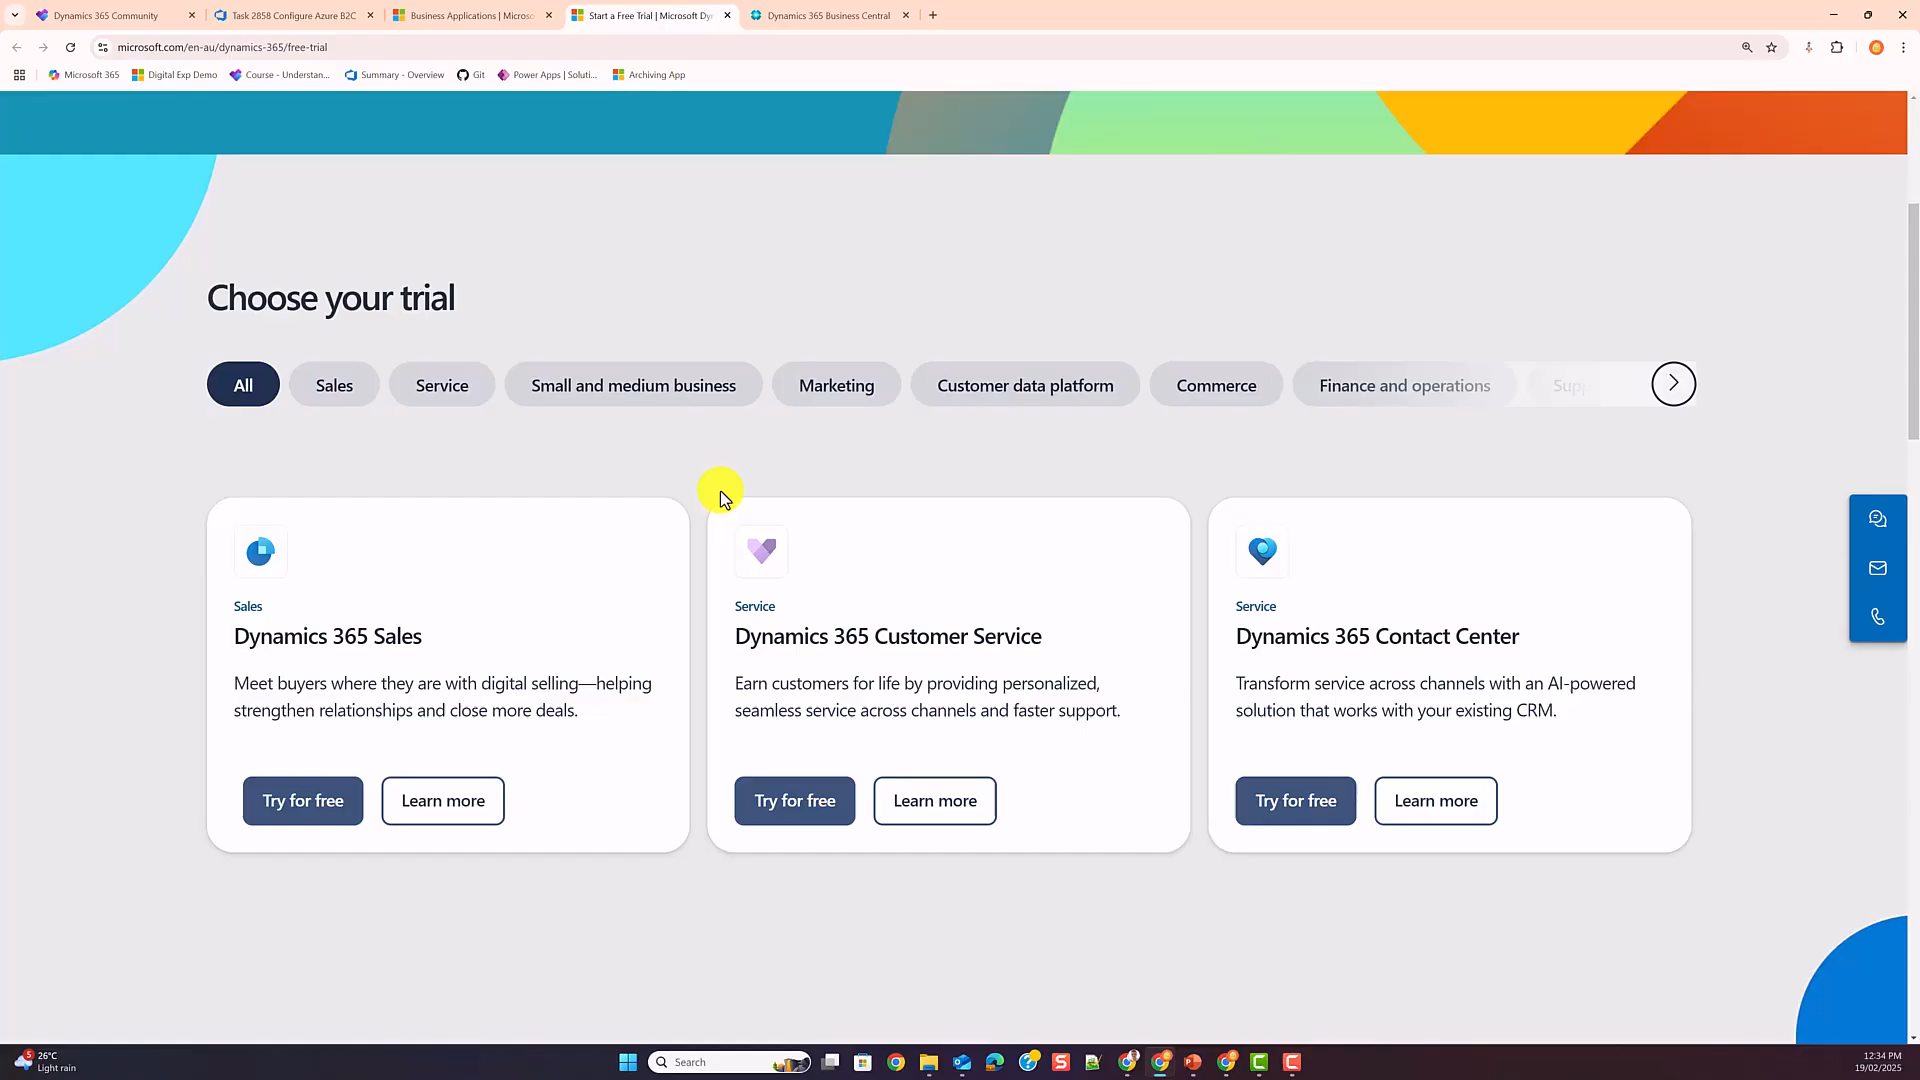 Dynamics 365 Community
Task 2858 Configure Azure B2C
Business Applications | Microso
Start a Free Trial | Microsoft Dy
Dynamics 365 Business Central
microsoft.com/en-au/dynamics-365/free-trial
Microsoft 365
Digital Exp Demo
Course - Understan...
Summary - Overview
Git
Power Apps | Soluti...
Archiving App
Choose your trial
All
Sales
Service
Small and medium business
Marketing
Customer data platform
Commerce
Finance and operations
Supp
Sales
Dynamics 365 Sales
Meet buyers where they are with digital selling—helping
strengthen relationships and close more deals.
Try for free
Learn more
Service
Dynamics 365 Customer Service
Earn customers for life by providing personalized,
seamless service across channels and faster support.
Try for free
Learn more
Service
Dynamics 365 Contact Center
Transform service across channels with an AI-powered
solution that works with your existing CRM.
Try for free
Learn more
5
26°C
Light rain
Search
12:34 PM
19/02/2025